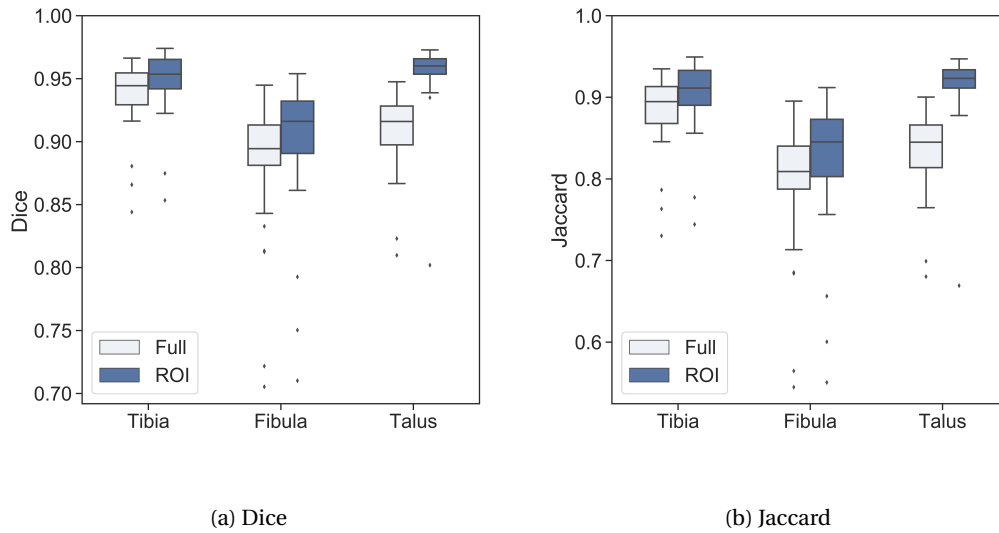 1.00
0.95
0.90
0.85
0.80
0.75
0.70
Dice
Full
ROI
Tibia Fibula Talus
(a) Dice
1.0
0.9
0.8
0.7
0.6
Jaccard
Full
ROI
Tibia Fibula Talus
(b) Jaccard